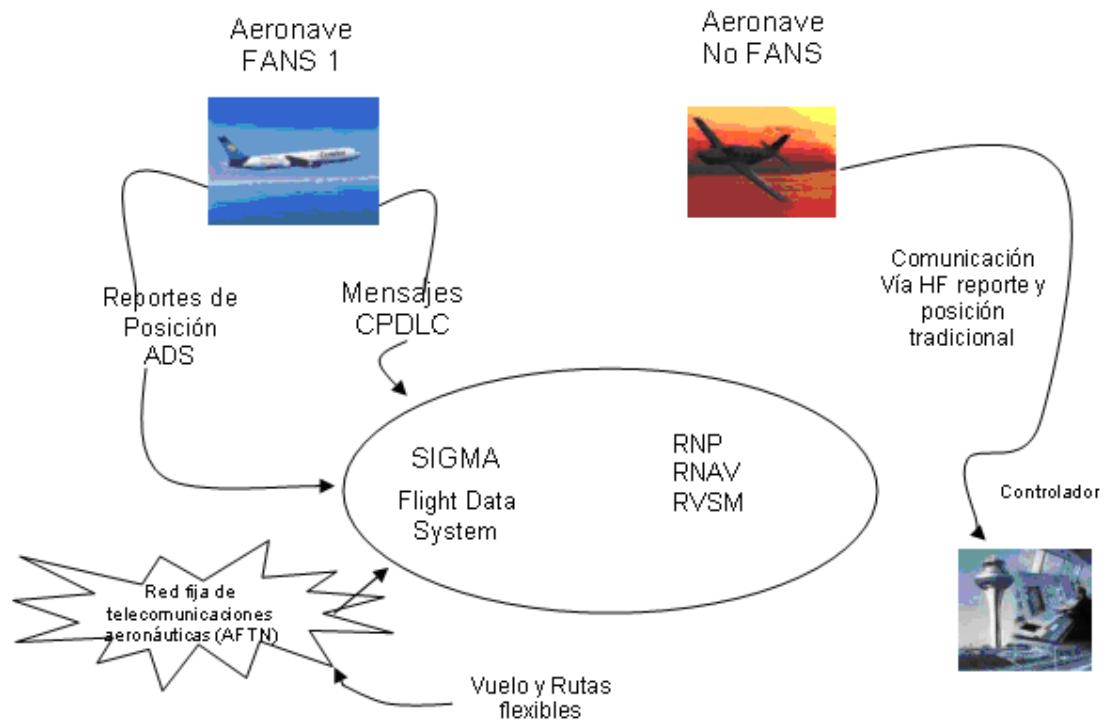 Aeronave
FANS 1
Aeronave
No FANS
Reportes de
Posición
ADS
Mensajes
CPDLC
Comunicación
Vía HF reporte y
posición
tradicional
SIGMA
Flight Data
System
RNP
RNAV
RVSM
Controlador
Red fija de
telecomunicaciones
aeronáuticas (AFTN)
Vuelo y Rutas
flexibles